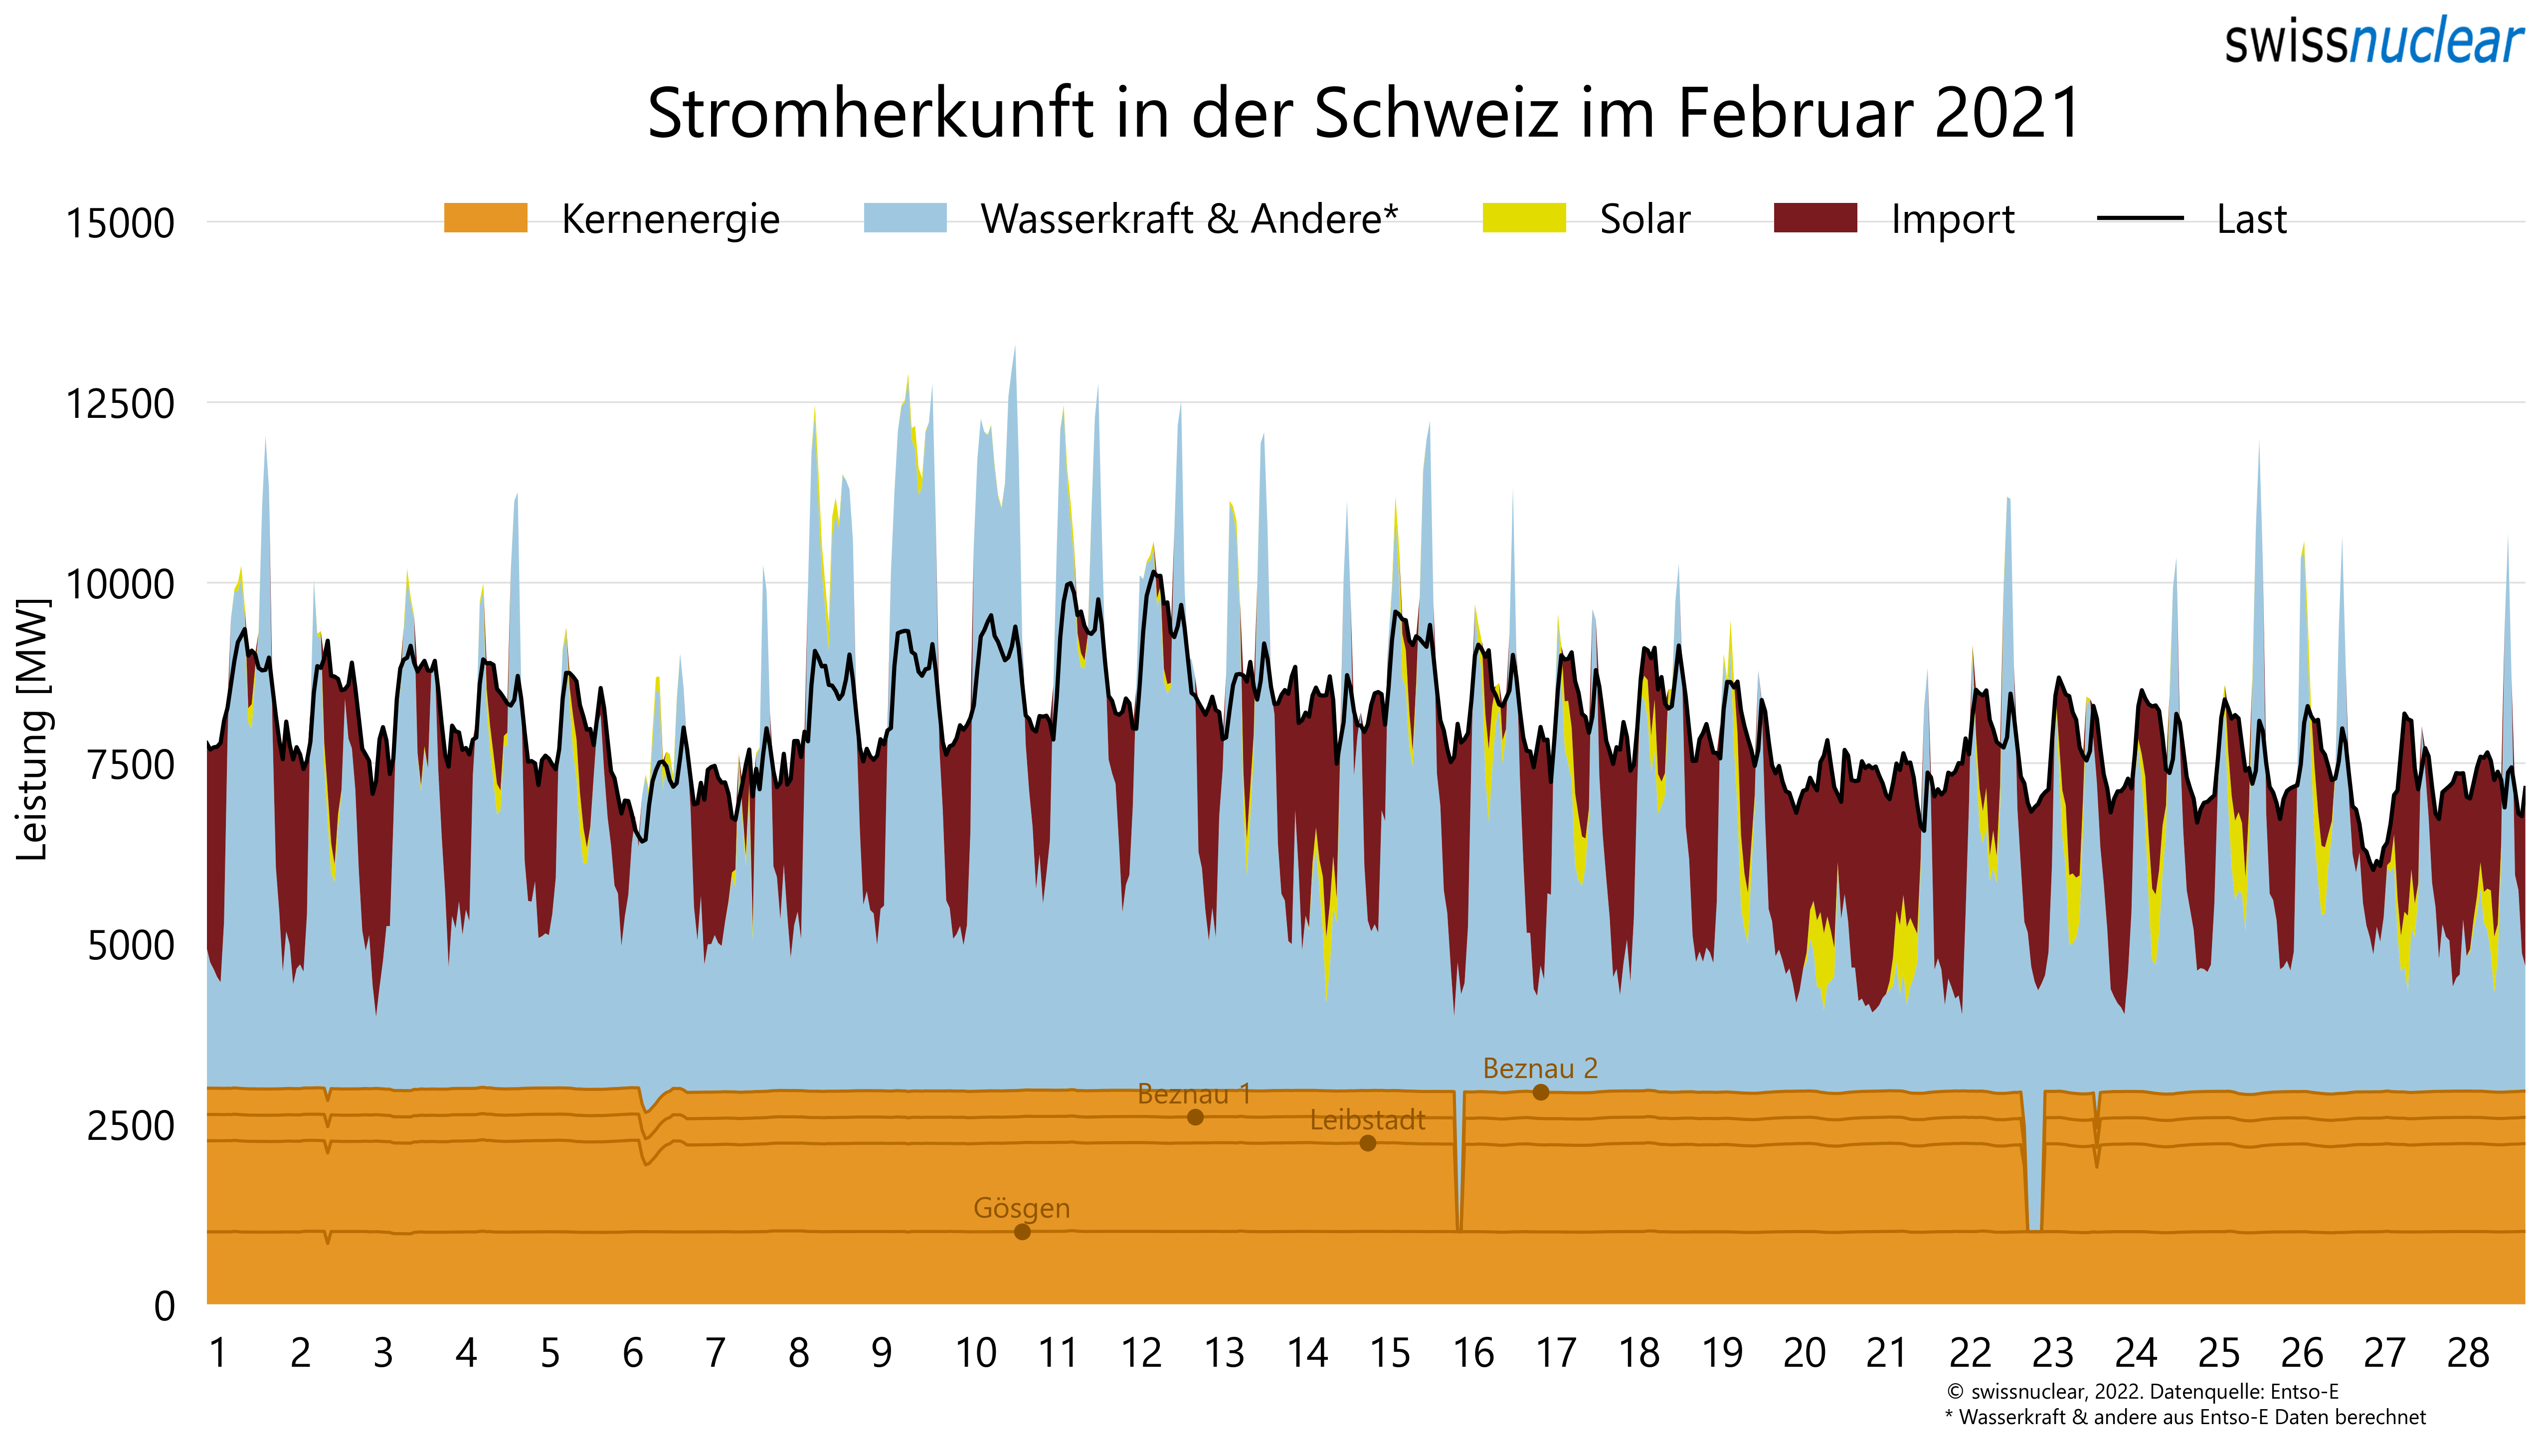 swissnuclear
Stromherkunft in der Schweiz im Februar 2021
Kernenergie Wasserkraft & Andere* Solar Import Last
15000
12500
10000
7500
5000
2500
0
Leistung [MW]
Beznau 2
Beznau 1
Leibstadt
Gösgen
1 2 3 4 5 6 7 8 9 10 11 12 13 14 15 16 17 18 19 20 21 22 23 24 25 26 27 28
© swissnuclear, 2022. Datenquelle: Entso-E
* Wasserkraft & andere aus Entso-E Daten berechnet